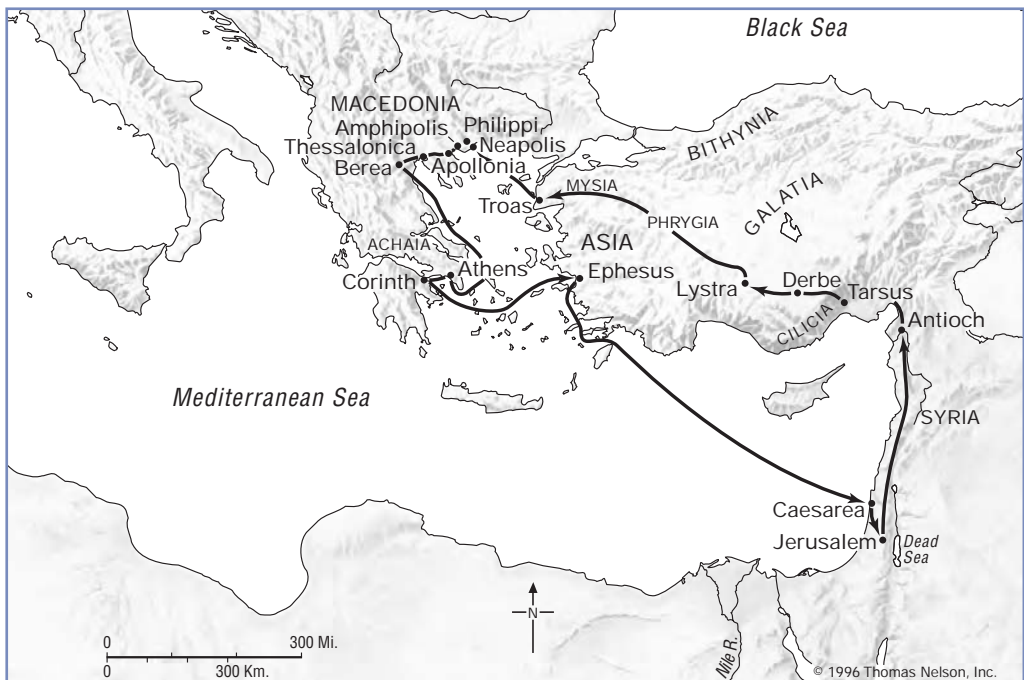 Black Sea
MACEDONIA
Amphipolis
Philippi
Thessalonica
Neapolis
Berea
Apollonia
BITHYNIA
Troas
MYSIA
GALATIA
PHRYGIA
ACHAIA
ASIA
Athens
Corinth
Ephesus
Lystra
Derbe
Tarsus
CILICIA
Antioch
Mediterranean Sea
SYRIA
Caesarea
Jerusalem
Dead
Sea
N
0 300 Mi.
0 300 Km.
Nile R.
© 1996 Thomas Nelson, Inc.